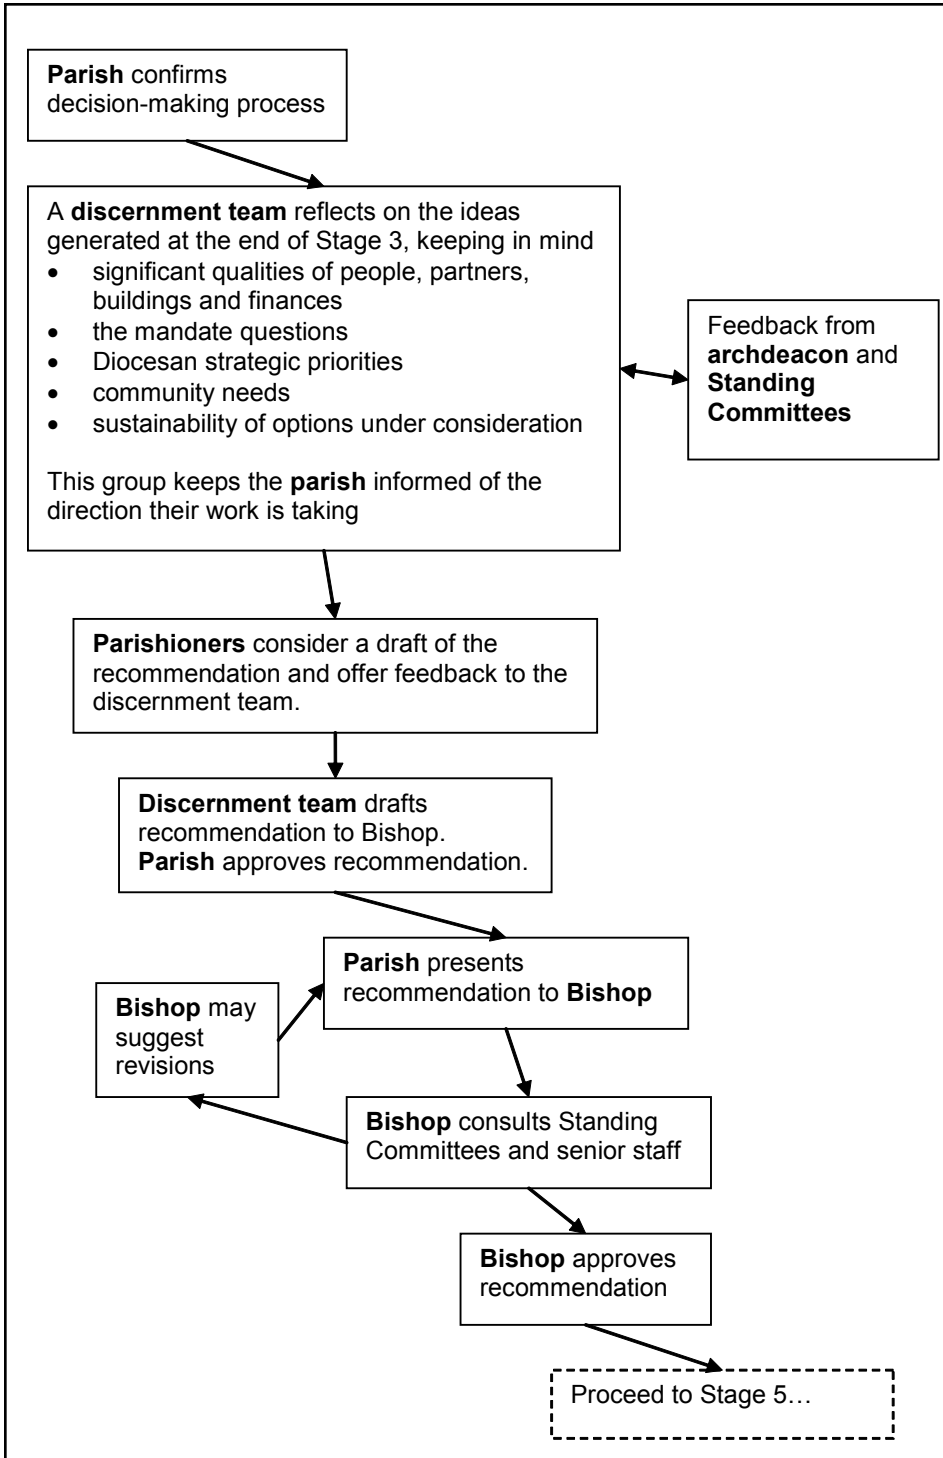 Parish confirms
decision-making process
A discernment team reflects on the ideas
generated at the end of Stage 3, keeping in mind
• significant qualities of people, partners,
buildings and finances
• the mandate questions
• Diocesan strategic priorities
• community needs
• sustainability of options under consideration
This group keeps the parish informed of the
direction their work is taking
Feedback from
archdeacon and
Standing
Committees
Parishioners consider a draft of the
recommendation and offer feedback to the
discernment team.
Discernment team drafts
recommendation to Bishop.
Parish approves recommendation.
Parish presents
recommendation to Bishop
Bishop may
suggest
revisions
Bishop consults Standing
Committees and senior staff
Bishop approves
recommendation
Proceed to Stage 5…